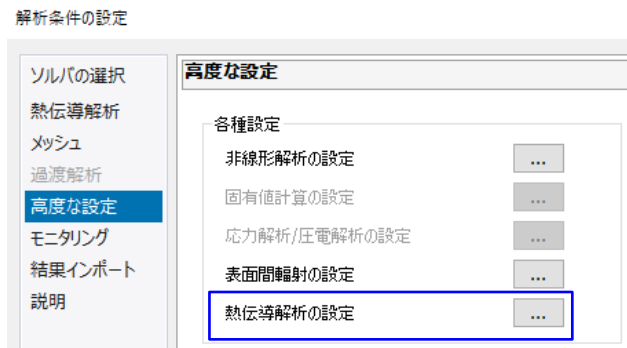 解析条件の設定
ソルバの選択
熱伝導解析
メッシュ
過渡解析
高度な設定
モニタリング
結果インポート
説明
高度な設定
各種設定
非線形解析の設定 ...
固有値計算の設定 ...
応力解析/圧電解析の設定 ...
表面間輻射の設定 ...
熱伝導解析の設定 ...